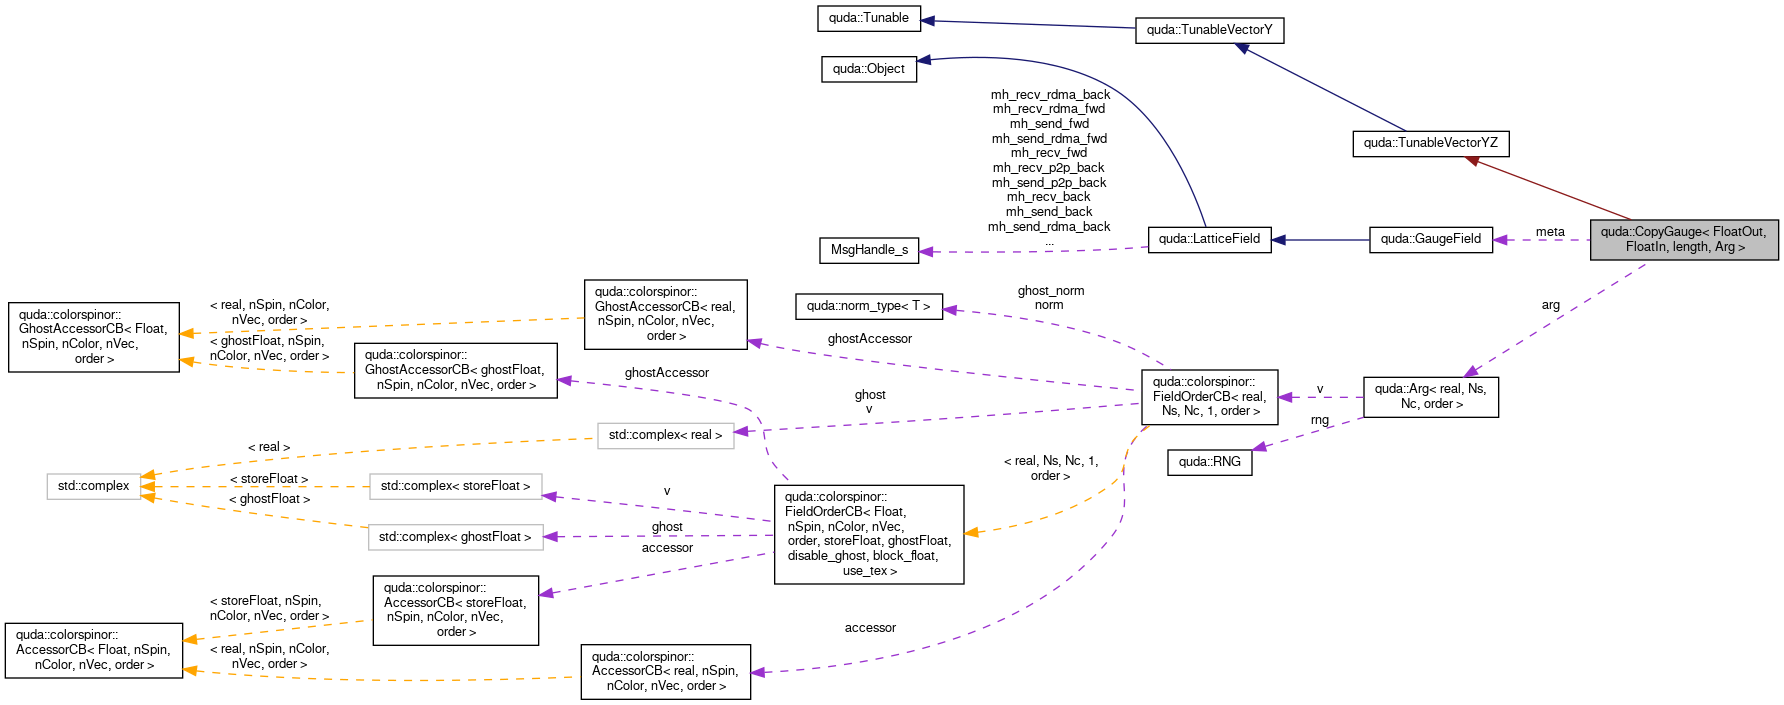 quda::Tunable
quda::TunableVectorY
quda::Object
mh_recv_rdma_back
mh_recv_rdma_fwd
mh_send_fwd
mh_send_rdma_fwd
mh_recv_fwd
mh_recv_p2p_back
mh_send_p2p_back
mh_recv_back
mh_send_back
mh_send_rdma_back
...
quda::TunableVectorYZ
MsgHandle_s
quda::LatticeField
quda::GaugeField
meta
quda::CopyGauge< FloatOut,
FloatIn, length, Arg >
arg
quda::colorspinor::
GhostAccessorCB< Float,
nSpin, nColor, nVec,
order >
< real, nSpin, nColor,
nVec, order >
< ghostFloat, nSpin,
nColor, nVec, order >
quda::colorspinor::
GhostAccessorCB< real,
nSpin, nColor, nVec,
order >
quda::colorspinor::
GhostAccessorCB< ghostFloat,
nSpin, nColor, nVec, order >
quda::norm_type< T >
ghost_norm
norm
ghostAccessor
ghostAccessor
ghost
v
quda::colorspinor::
FieldOrderCB< real,
Ns, Nc, 1, order >
v
quda::Arg< real, Ns,
Nc, order >
rng
quda::RNG
std::complex< real >
< real >
std::complex
< storeFloat >
< ghostFloat >
std::complex< storeFloat >
std::complex< ghostFloat >
v
ghost
accessor
quda::colorspinor::
FieldOrderCB< Float,
nSpin, nColor, nVec,
order, storeFloat, ghostFloat,
disable_ghost, block_float,
use_tex >
< real, Ns, Nc, 1,
order >
quda::colorspinor::
AccessorCB< storeFloat,
nSpin, nColor, nVec,
order >
< storeFloat, nSpin,
nColor, nVec, order >
quda::colorspinor::
AccessorCB< Float, nSpin,
nColor, nVec, order >
< real, nSpin, nColor,
nVec, order >
quda::colorspinor::
AccessorCB< real, nSpin,
nColor, nVec, order >
accessor